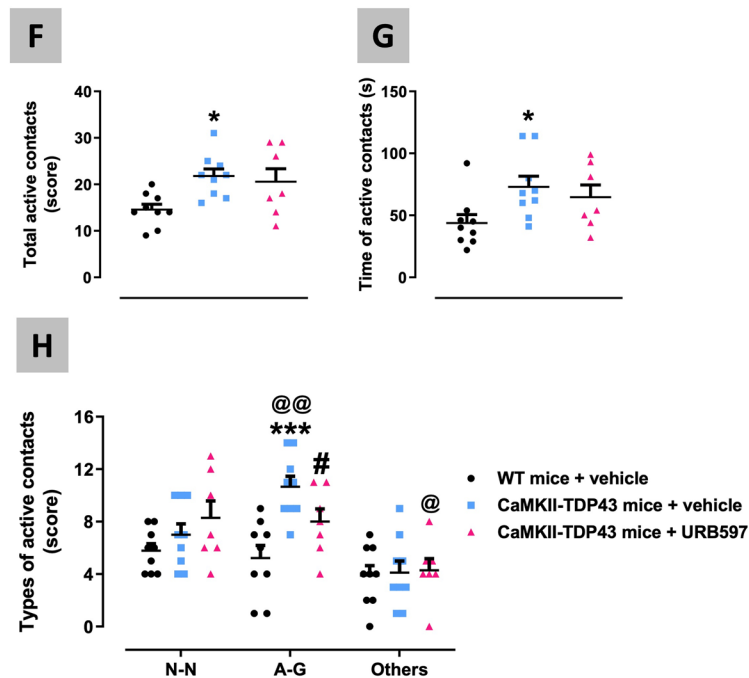 F
G
Total active contacts
(score)
40
30
20
10
0
*
Time of active contacts (s)
150
100
50
0
*
H
Types of active contacts
(score)
16
12
8
4
0
@@
***
#
@
N-N
A-G
Others
WT mice + vehicle
CaMKII-TDP43 mice + vehicle
CaMKII-TDP43 mice + URB597